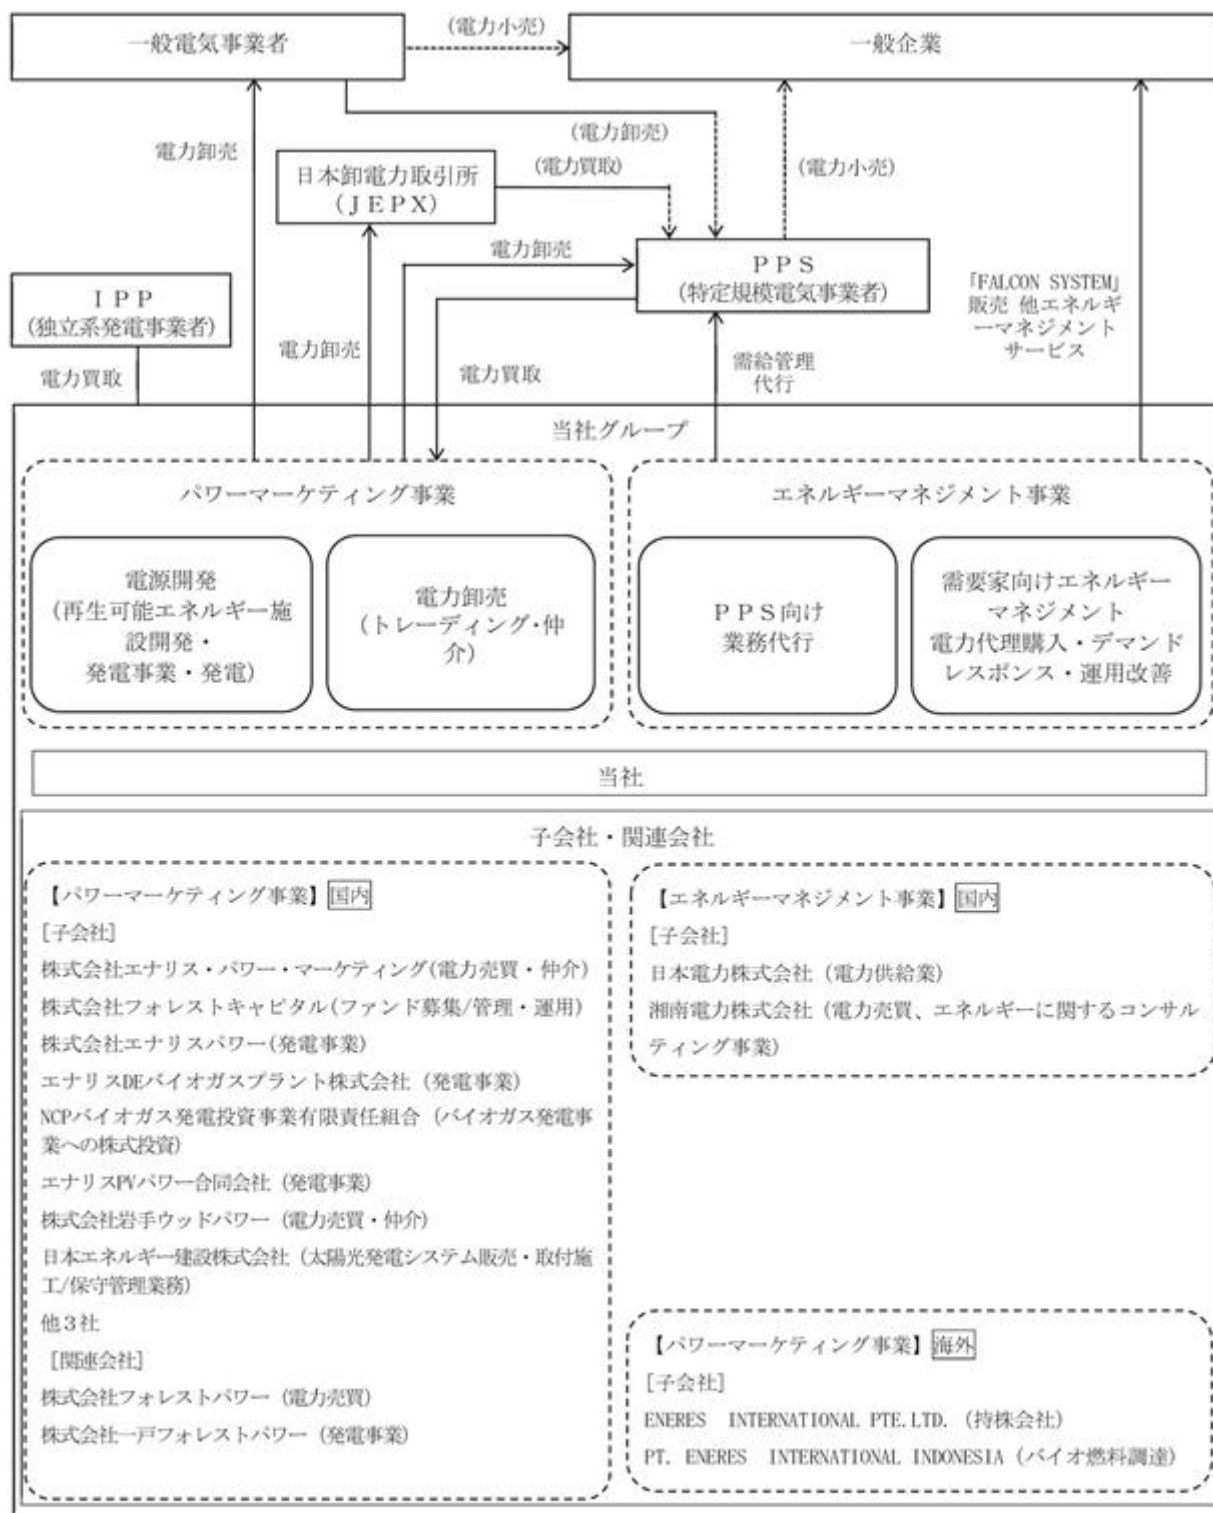 一般電気事業者
(電力小売)
一般企業
電力卸売
(電力卸売)
日本卸電力取引所
(ＪＥＰＸ)
(電力買取)
(電力小売)
電力卸売
ＰＰＳ
(特定規模電気事業者)
ＩＰＰ
(独立系発電事業者)
「FALCON SYSTEM」
販売 他エネルギ
ーマネジメント
サービス
電力卸売
電力買取
電力買取
需給管理
代行
当社グループ
パワーマーケティング事業
エネルギーマネジメント事業
電源開発
(再生可能エネルギー施
設開発・
発電事業・発電)
電力卸売
(トレーディング・仲
介)
ＰＰＳ向け
業務代行
需要家向けエネルギー
マネジメント
電力代理購入・デマンド
レスポンス・運用改善
当社
子会社・関連会社
【パワーマーケティング事業】国内
[子会社]
株式会社エナリス・パワー・マーケティング(電力売買・仲介)
株式会社フォレストキャピタル(ファンド募集/管理・運用)
株式会社エナリスパワー(発電事業)
エナリスDEバイオガスプラント株式会社 (発電事業)
NCPバイオガス発電投資事業有限責任組合 (バイオガス発電事
業への株式投資)
エナリスPVパワー合同会社 (発電事業)
株式会社岩手ウッドパワー (電力売買・仲介)
日本エネルギー建設株式会社 (太陽光発電システム販売・取付施
工/保守管理業務)
他３社
[関連会社]
株式会社フォレストパワー (電力売買)
株式会社一戸フォレストパワー (発電事業)
【エネルギーマネジメント事業】国内
[子会社]
日本電力株式会社 (電力供給業)
湘南電力株式会社 (電力売買、エネルギーに関するコンサル
ティング事業)
【パワーマーケティング事業】海外
[子会社]
ENERES INTERNATIONAL PTE.LTD. (持株会社)
PT. ENERES INTERNATIONAL INDONESIA (バイオ燃料調達)